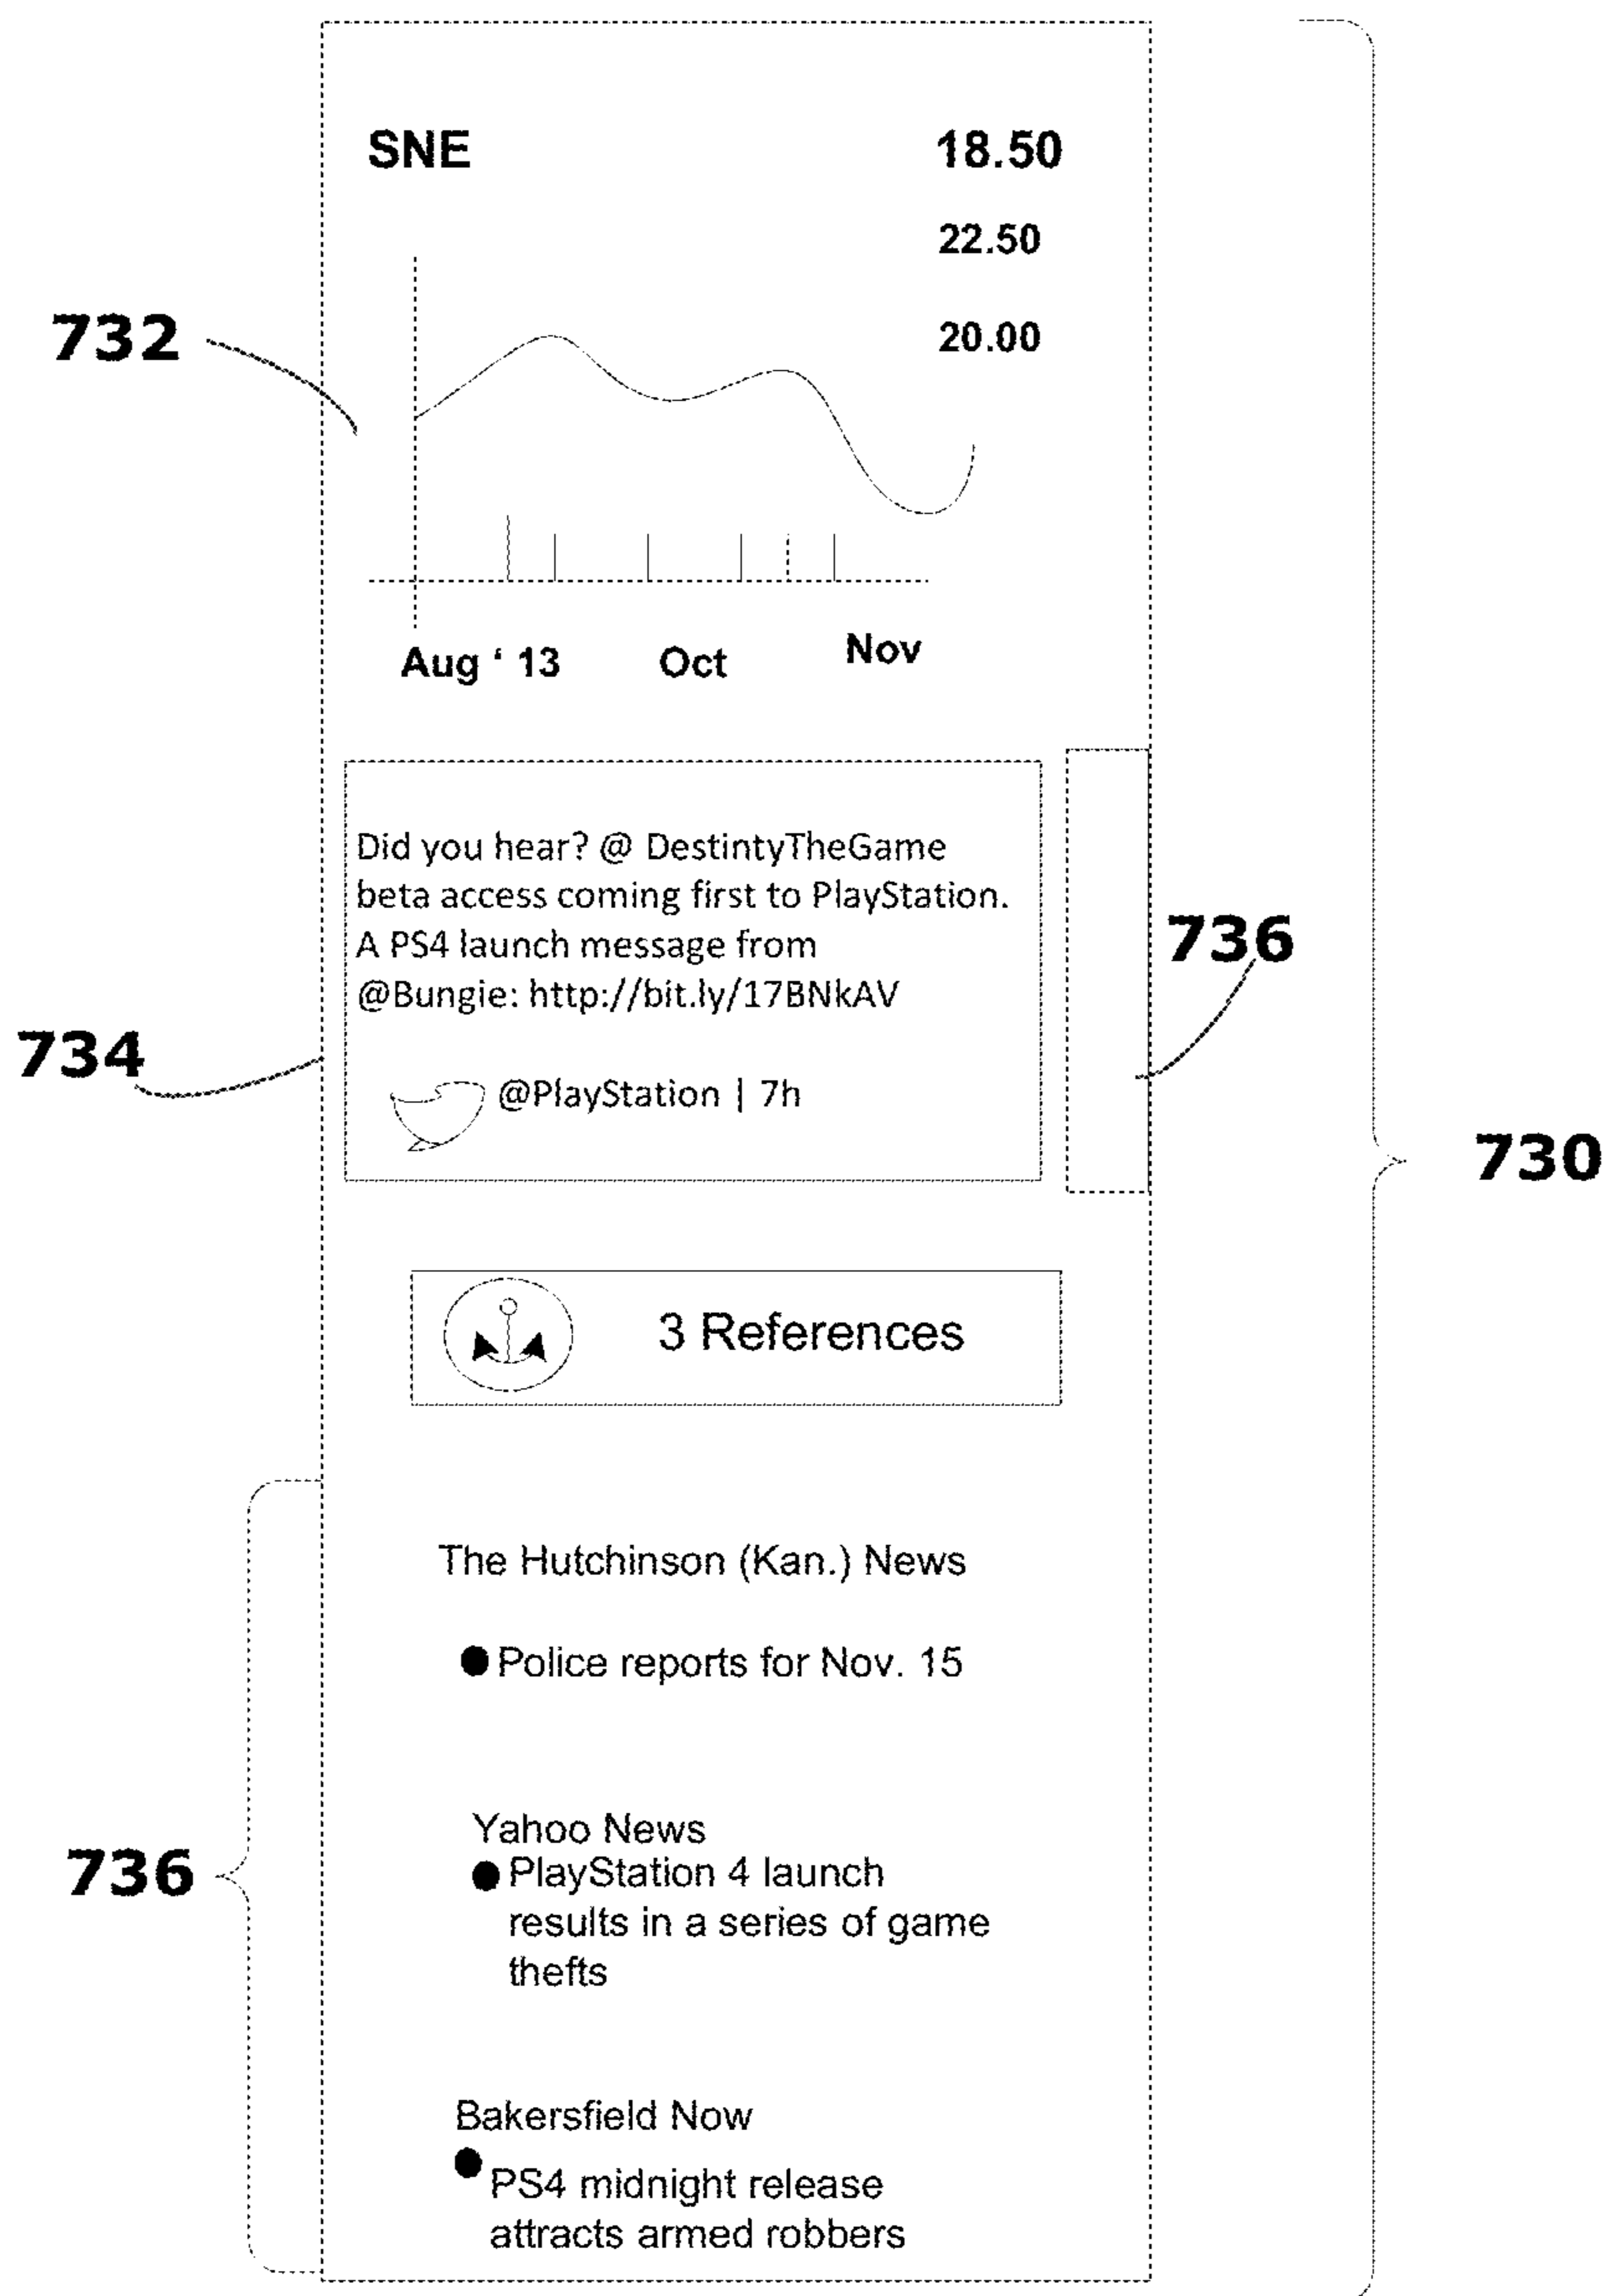 SNE 18.50
22.50
732
20.00
Aug ‘ 13 Oct Nov
Did you hear? @ DestintyTheGame
beta access coming first to PlayStation.
A PS4 launch message from
@Bungie: http://bit.ly/17BNkAV
736
734
@PlayStation | 7h
730
3 References
The Hutchinson (Kan.) News
Police reports for Nov. 15
Yahoo News
PlayStation 4 launch
results in a series of game
thefts
736
Bakersfield Now
PS4 midnight release
attracts armed robbers